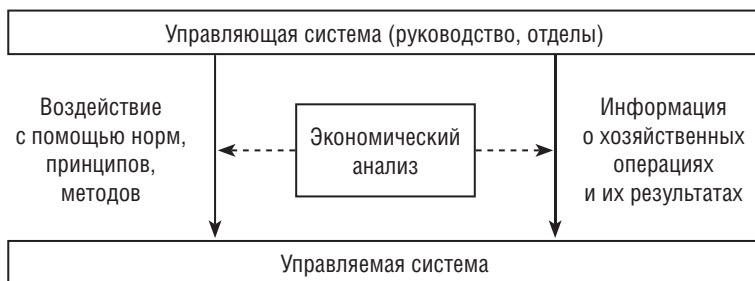 Управляющая система (руководство, отделы)
Воздействие
с помощью норм,
принципов,
методов
Экономический
анализ
Информация
о хозяйственных
операциях
и их результатах
Управляемая система